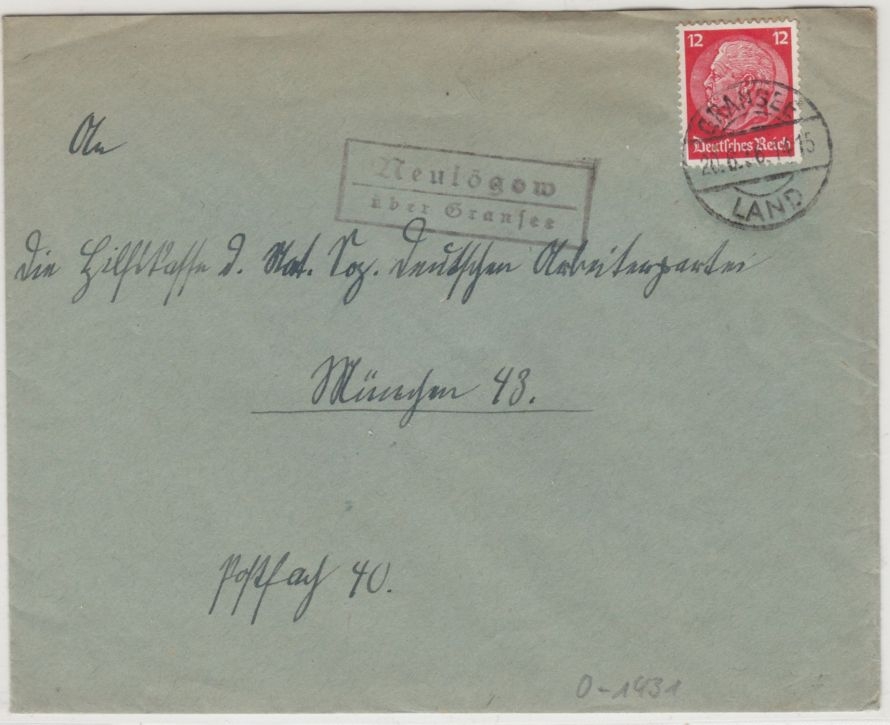 12 12
Deutsches Reich
GRANSEE
LAND
An
Neulögow
über Gransee
die Hilfskasse d. Nat. Soz. Deutschen Arbeiterpartei
München 43.
Postfach 40.
0-1431